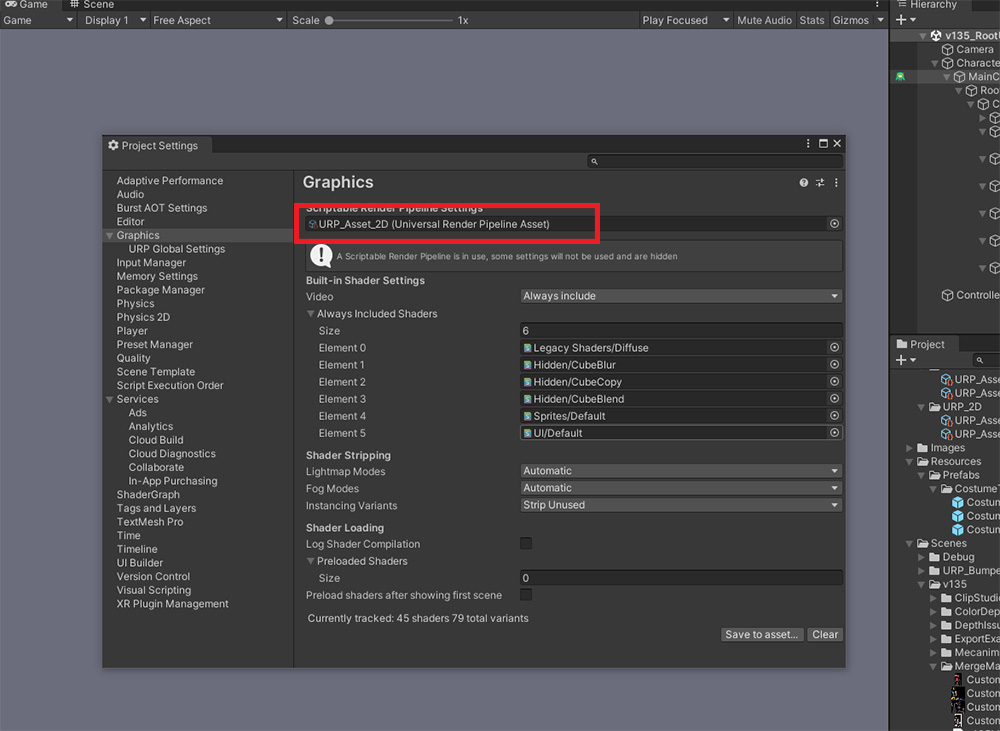 Game
Scene
Game Display 1 Free Aspect Scale 1x Play Focused Mute Audio Stats Gizmos
Project Settings
Adaptive Performance
Audio
Burst AOT Settings
Editor
Graphics
URP Global Settings
Input Manager
Memory Settings
Package Manager
Physics
Physics 2D
Player
Preset Manager
Quality
Scene Template
Script Execution Order
Services
Ads
Analytics
Cloud Build
Cloud Diagnostics
Collaborate
In-App Purchasing
ShaderGraph
Tags and Layers
TextMesh Pro
Time
Timeline
UI Builder
Version Control
Visual Scripting
XR Plugin Management
Graphics
Scriptable Render Pipeline Settings
URP_Asset_2D (Universal Render Pipeline Asset)
A Scriptable Render Pipeline is in use, some settings will not be used and are hidden
Built-in Shader Settings
Video Always include
Always Included Shaders
Size 6
Element 0 Legacy Shaders/Diffuse
Element 1 Hidden/CubeBlur
Element 2 Hidden/CubeCopy
Element 3 Hidden/CubeBlend
Element 4 Sprites/Default
Element 5 UI/Default
Shader Stripping
Lightmap Modes Automatic
Fog Modes Automatic
Instancing Variants Strip Unused
Shader Loading
Log Shader Compilation
Preloaded Shaders
Size 0
Preload shaders after showing first scene
Currently tracked: 45 shaders 79 total variants
Save to asset... Clear
Hierarchy
v135_Root
Camera
Characte
MainC
Roo
C
Controlle
Project
URP_Asse
URP_Asse
URP_2D
URP_Asse
URP_Asse
Images
Resources
Prefabs
CostumeT
Costun
Costun
Costun
Scenes
Debug
URP_Bumpe
v135
ClipStudi
ColorDep
DepthIssu
ExportExa
Mecanima
MergeMa
Custom
Custom
Custom
Custom